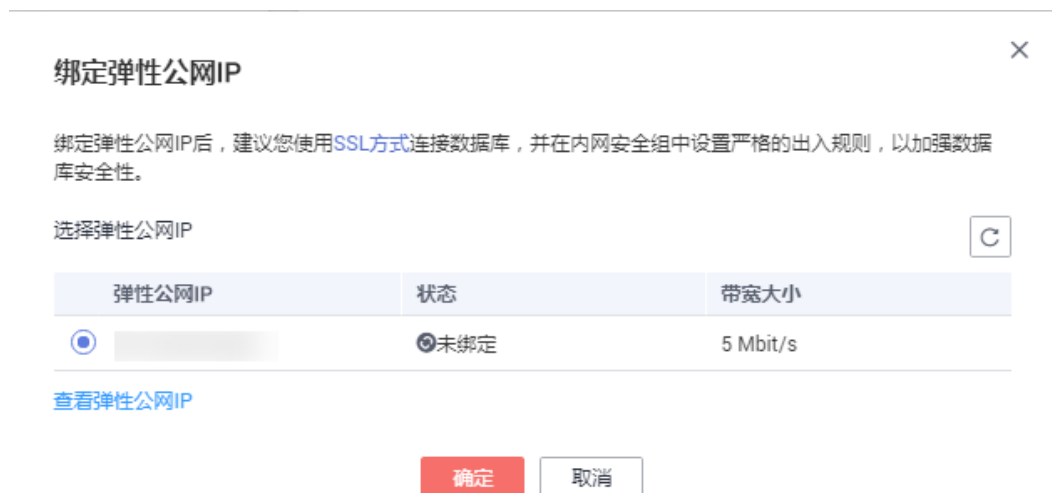 绑定弹性公网IP
绑定弹性公网IP后，建议您使用SSL方式连接数据库，并在内网安全组中设置严格的出入规则，以加强数据
库安全性。
选择弹性公网IP
弹性公网IP 状态 带宽大小
未绑定 5 Mbit/s
查看弹性公网IP
确定 取消